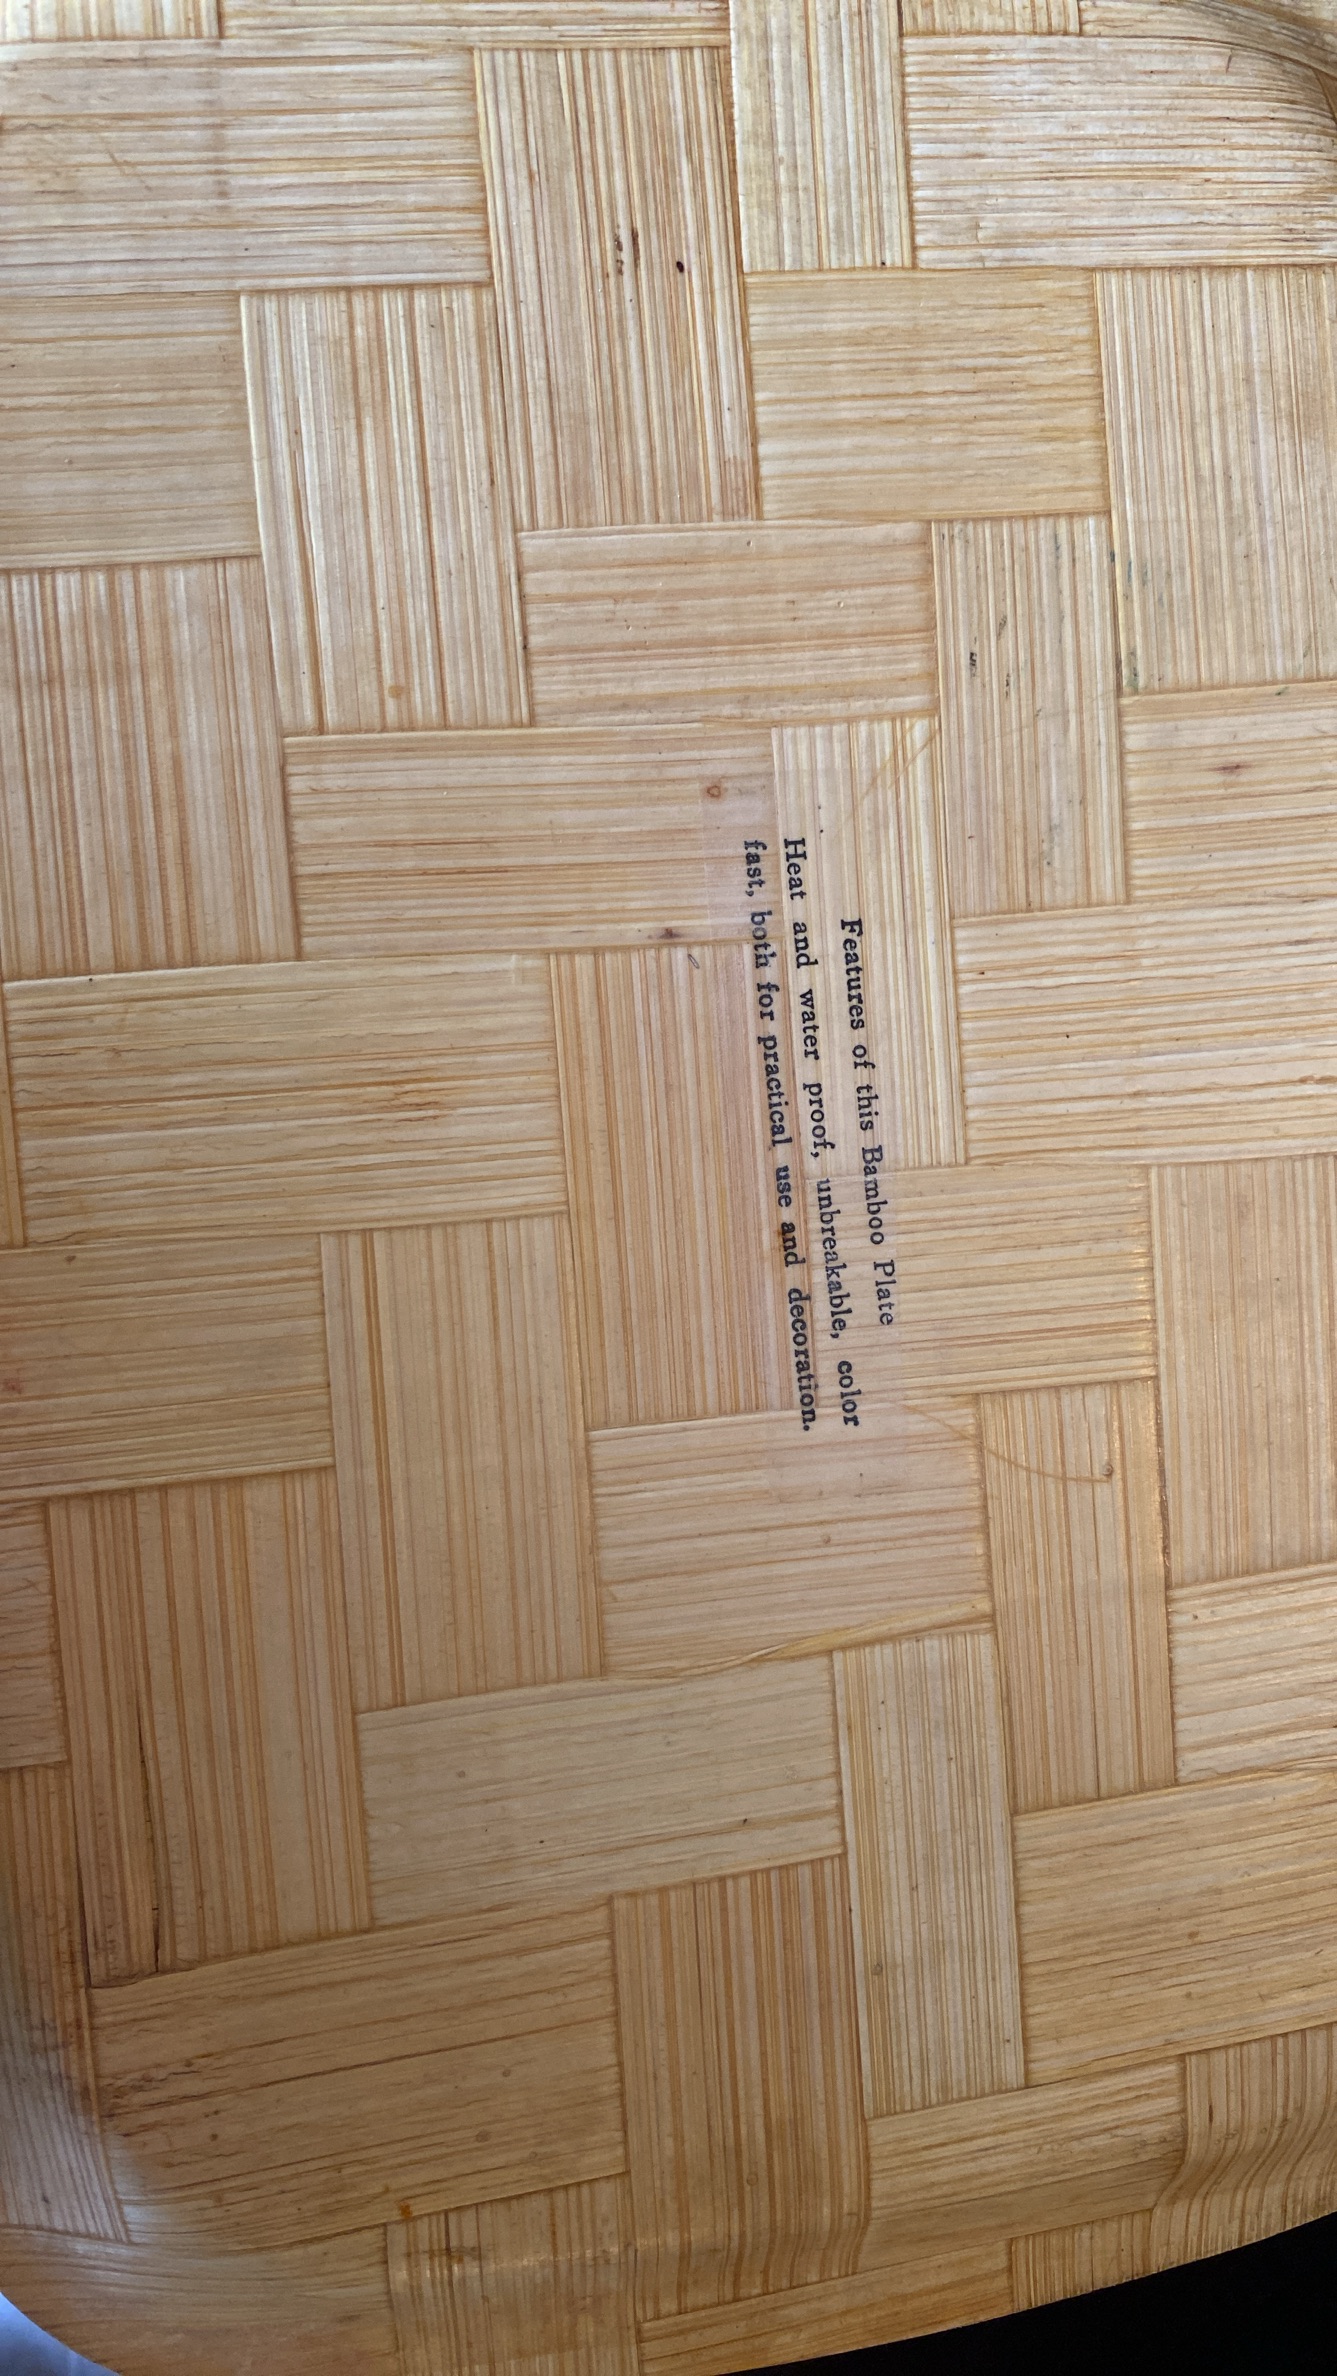 Features of this Bamboo Plate
Heat and water proof, unbreakable, color
fast, both for practical use and decoration.